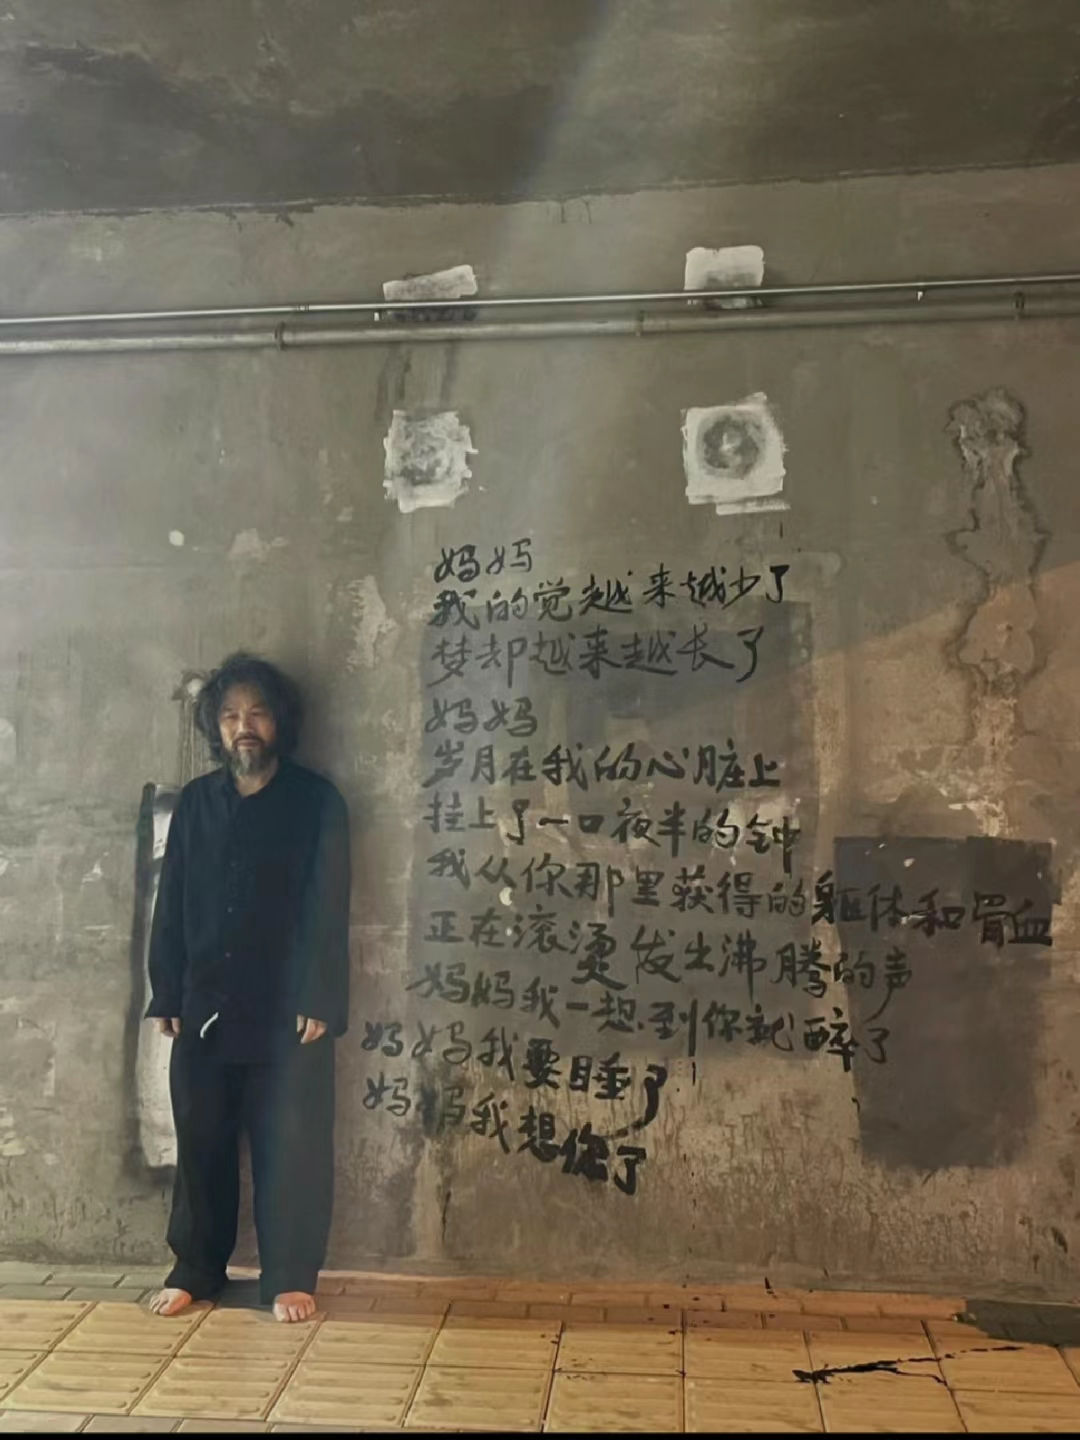 妈妈
我的觉越来越少了
梦却越来越长了
妈妈
岁月在我的心脏上
挂上了一口夜半的钟
我从你那里获得的躯体和骨血
正在滚烫发出沸腾的声
妈妈我一想到你就醉了
妈妈我要睡了
妈妈我想你了